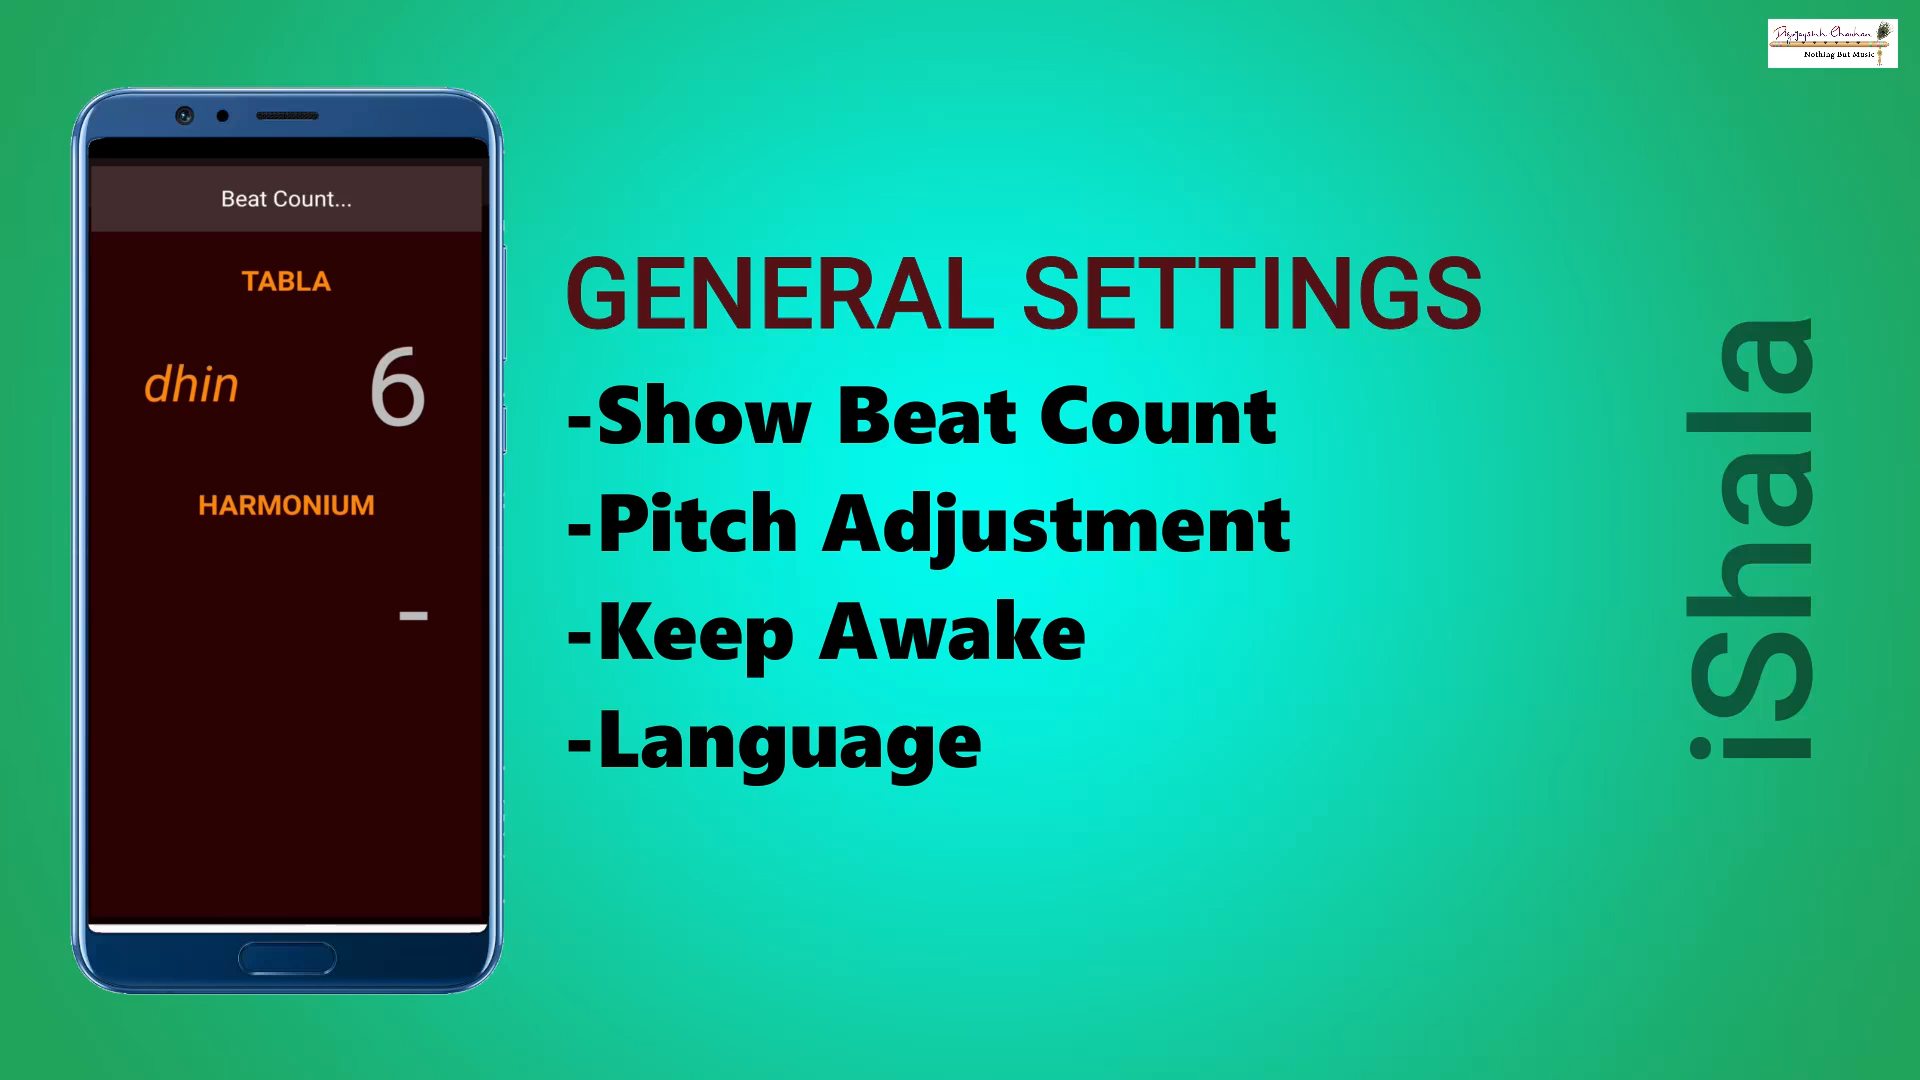 Nothing But Music
Beat Count...
TABLA
dhin
6
HARMONIUM
-
GENERAL SETTINGS
-Show Beat Count
-Pitch Adjustment
-Keep Awake
-Language
iShala